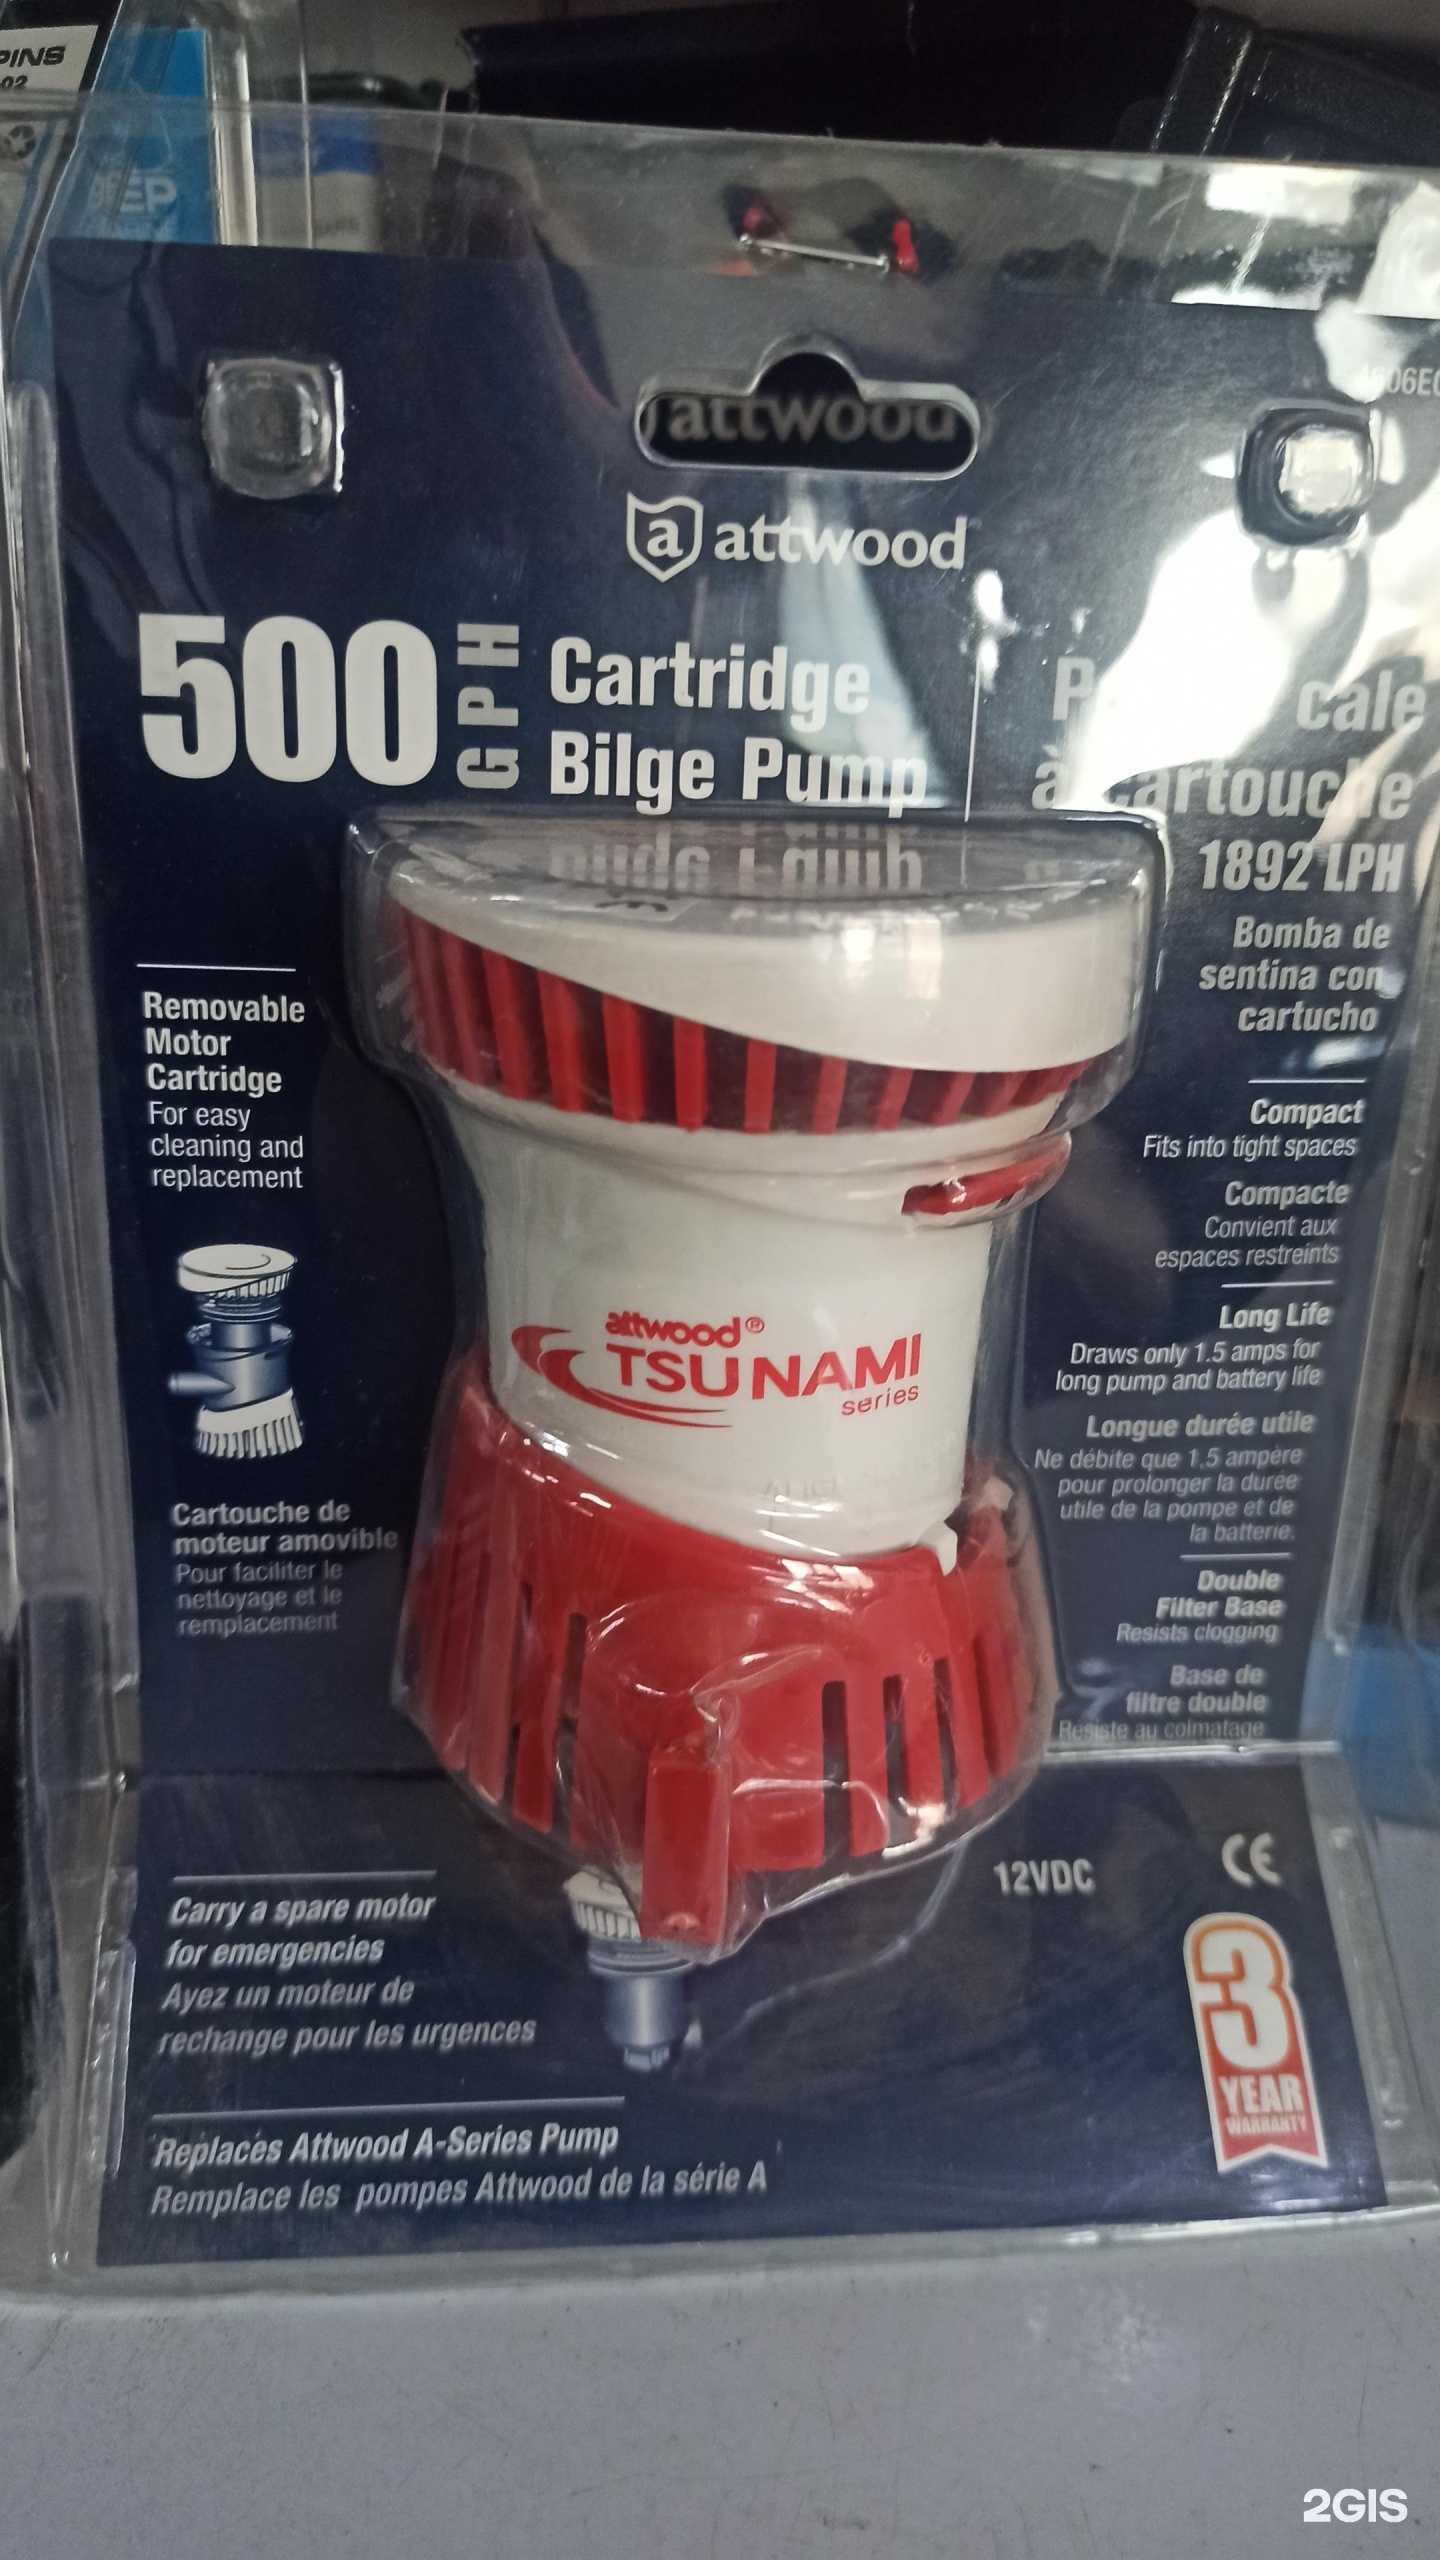 PINS
attwood
a attwood
500 GPH
Cartridge
Bilge Pump
cale
1892 LPH
Bomba de
sentina con
cartucho
Removable
Motor
Cartridge
For easy
cleaning and
replacement
Cartouche de
moteur amovible
Pour faciliter le
nettoyage et le
remplacement
Compact
Fits into tight spaces
Compacte
Convient aux
espaces restreints
Long Life
Draws only 1.5 amps for
long pump and battery life
Longue durée utile
Ne débite que 1,5 ampère
pour prolonger la durée
utile de la pompe et de
la batterie.
Double
Filter Base
Resists clogging
Base de
filtre double
Résiste au colmatage
attwood®
TSUNAMI
series
12VDC
CE
3
YEAR
WARRANTY
Carry a spare motor
for emergencies
Ayez un moteur de
rechange pour les urgences
Replaces Attwood A-Series Pump
Remplace les pompes Attwood de la série A
2GIS